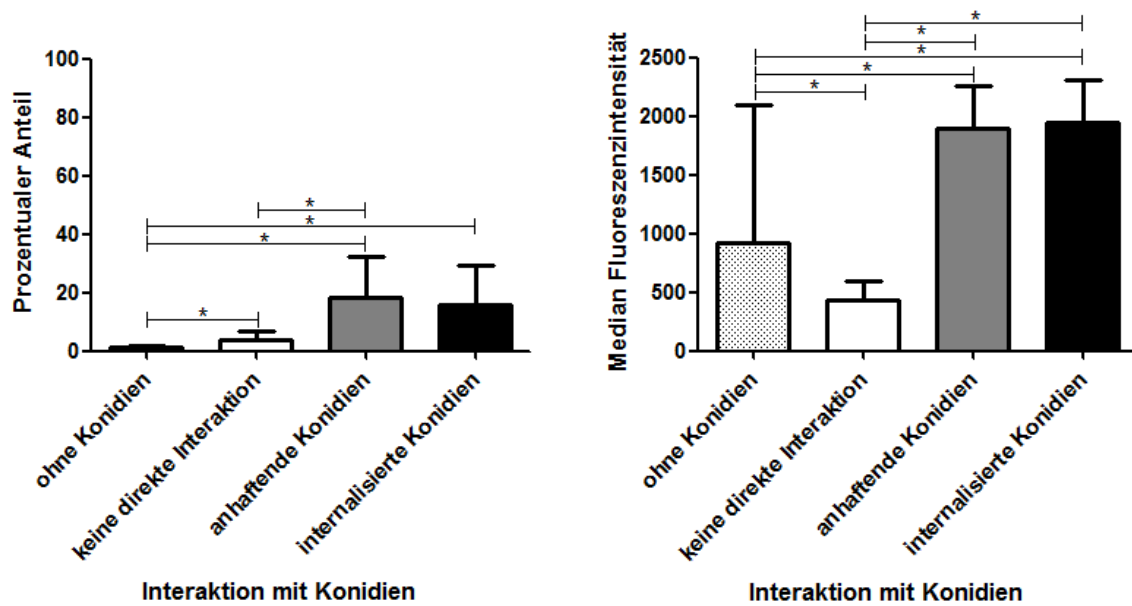 Prozentualer Anteil
100
80
60
40
20
0
*
*
*
*
ohne Konidien
keine direkte Interaktion
anhaftende Konidien
internalisierte Konidien
Interaktion mit Konidien
Median Fluoreszenzintensität
2500
2000
1500
1000
500
0
*
*
*
*
*
ohne Konidien
keine direkte Interaktion
anhaftende Konidien
internalisierte Konidien
Interaktion mit Konidien